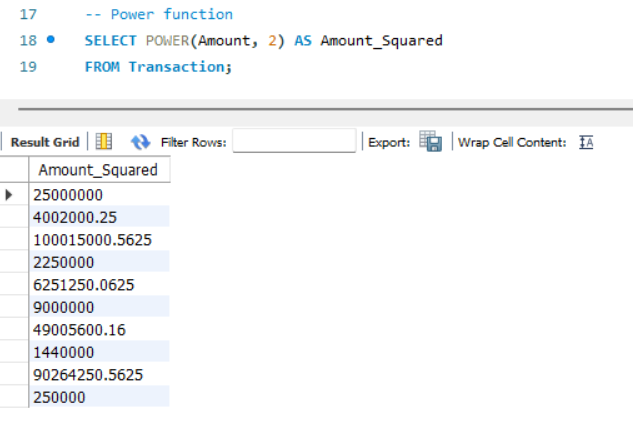 17 -- Power function
18 SELECT POWER(Amount, 2) AS Amount_Squared
19 FROM Transaction;
Result Grid Filter Rows: Export: Wrap Cell Content: IA
Amount_Squared
25000000
4002000.25
100015000.5625
2250000
6251250.0625
9000000
49005600.16
1440000
90264250.5625
250000